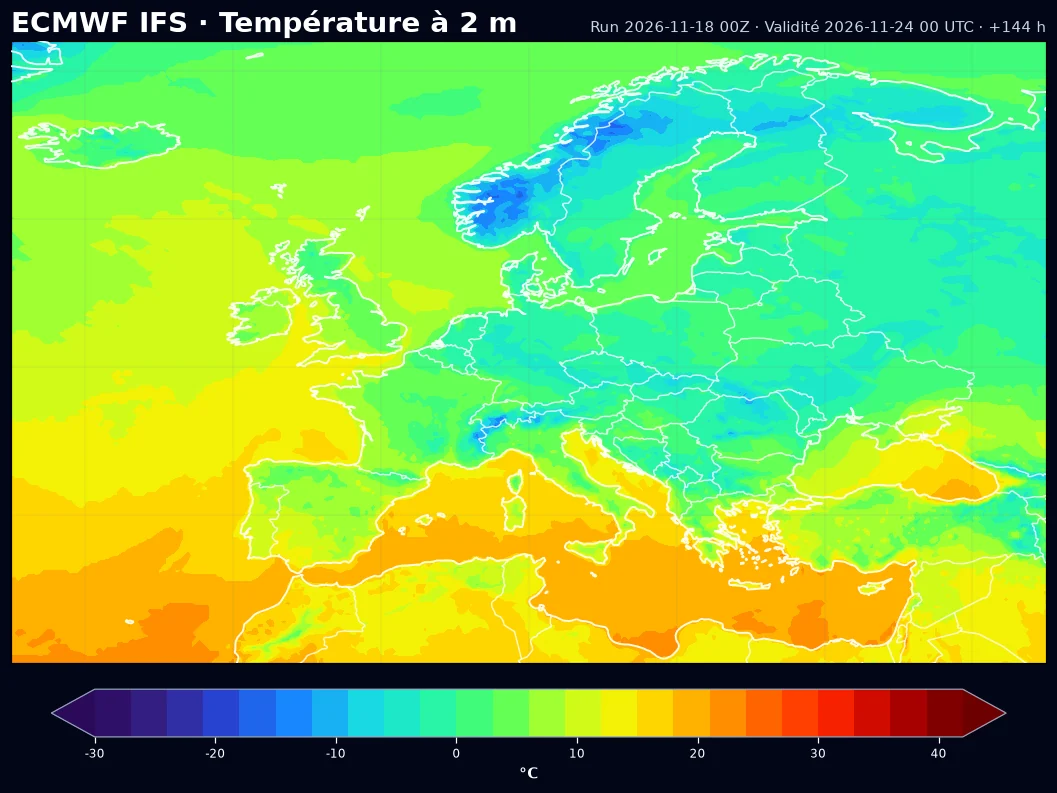 ECMWF IFS · Température à 2 m
Run 2026-11-18 00Z · Validité 2026-11-24 00 UTC · +144 h
-30 -20 -10 0 10 20 30 40
°C